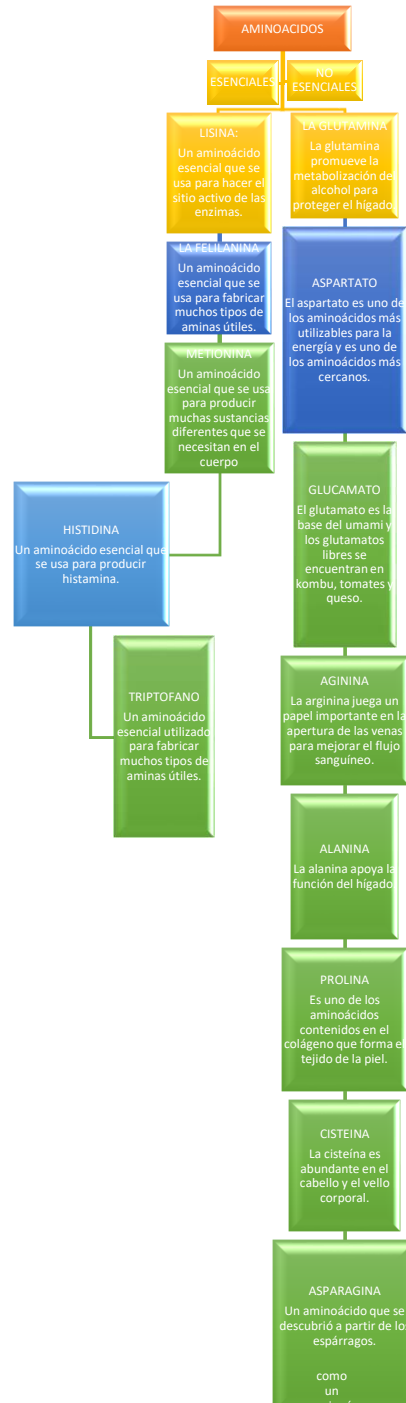 AMINOACIDOS
ESENCIALES
NO
ESENCIALES
LISINA:
Un aminoácido
esencial que se
usa para hacer el
sitio activo de las
enzimas.
LA FELILANINA
Un aminoácido
esencial que se
usa para fabricar
muchos tipos de
aminas útiles.
METIONINA
Un aminoácido
esencial que se usa
para producir
muchas sustancias
diferentes que se
necesitan en el
cuerpo
HISTIDINA
Un aminoácido esencial que
se usa para producir
histamina.
TRIPTOFANO
Un aminoácido
esencial utilizado
para fabricar
muchos tipos de
aminas útiles.
LA GLUTAMINA
La glutamina
promueve la
metabolización del
alcohol para
proteger el hígado.
ASPARTATO
El aspartato es uno de
los aminoácidos más
utilizables para la
energía y es uno de
los aminoácidos más
cercanos.
GLUCAMATO
El glutamato es la
base del umami y
los glutamatos
libres se
encuentran en
kombu, tomates y
queso.
AGININA
La arginina juega un
papel importante en la
apertura de las venas
para mejorar el flujo
sanguíneo.
ALANINA
La alanina apoya la
función del hígado.
PROLINA
Es uno de los
aminoácidos
contenidos en el
colágeno que forma el
tejido de la piel.
CISTEINA
La cisteína es
abundante en el
cabello y el vello
corporal.
ASPARAGINA
Un aminoácido que se
descubrió a partir de los
espárragos.
como
un